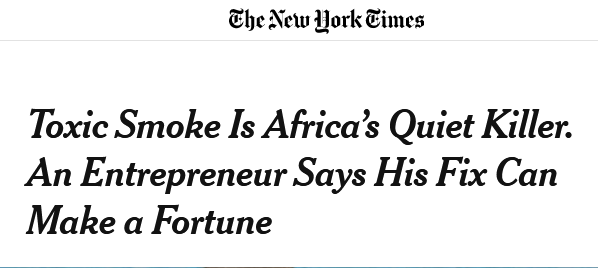 The New York Times
Toxic Smoke Is Africa’s Quiet Killer.
An Entrepreneur Says His Fix Can
Make a Fortune